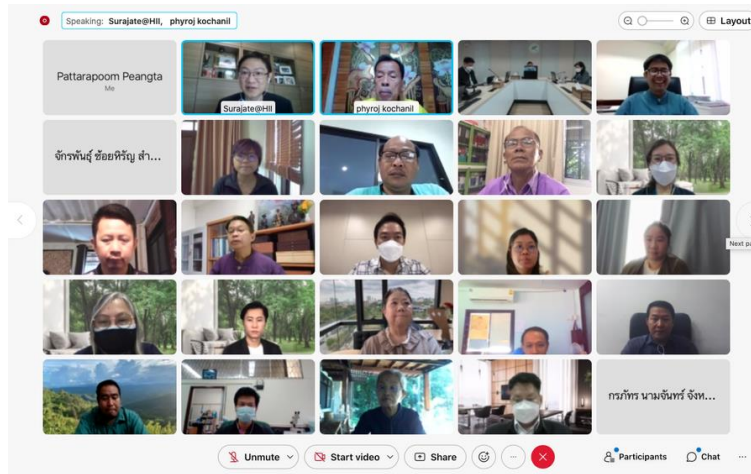 Speaking: Surajate@HII, phyroj kochanil
Layout
Pattarapoom Peangta
Me
Surajate@HII
phyroj kochanil
จักรพันธุ์ ช้อยหิรัญ สำ...
Next pa
กรภัทร นามจันทร์ จังห...
Unmute
Start video
Share
Participants
Chat